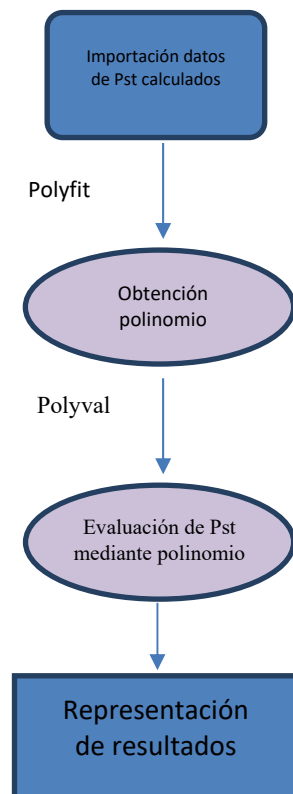 Importación datos
de Pst calculados
Polyfit
Obtención
polinomio
Polyval
Evaluación de Pst
mediante polinomio
Representación
de resultados